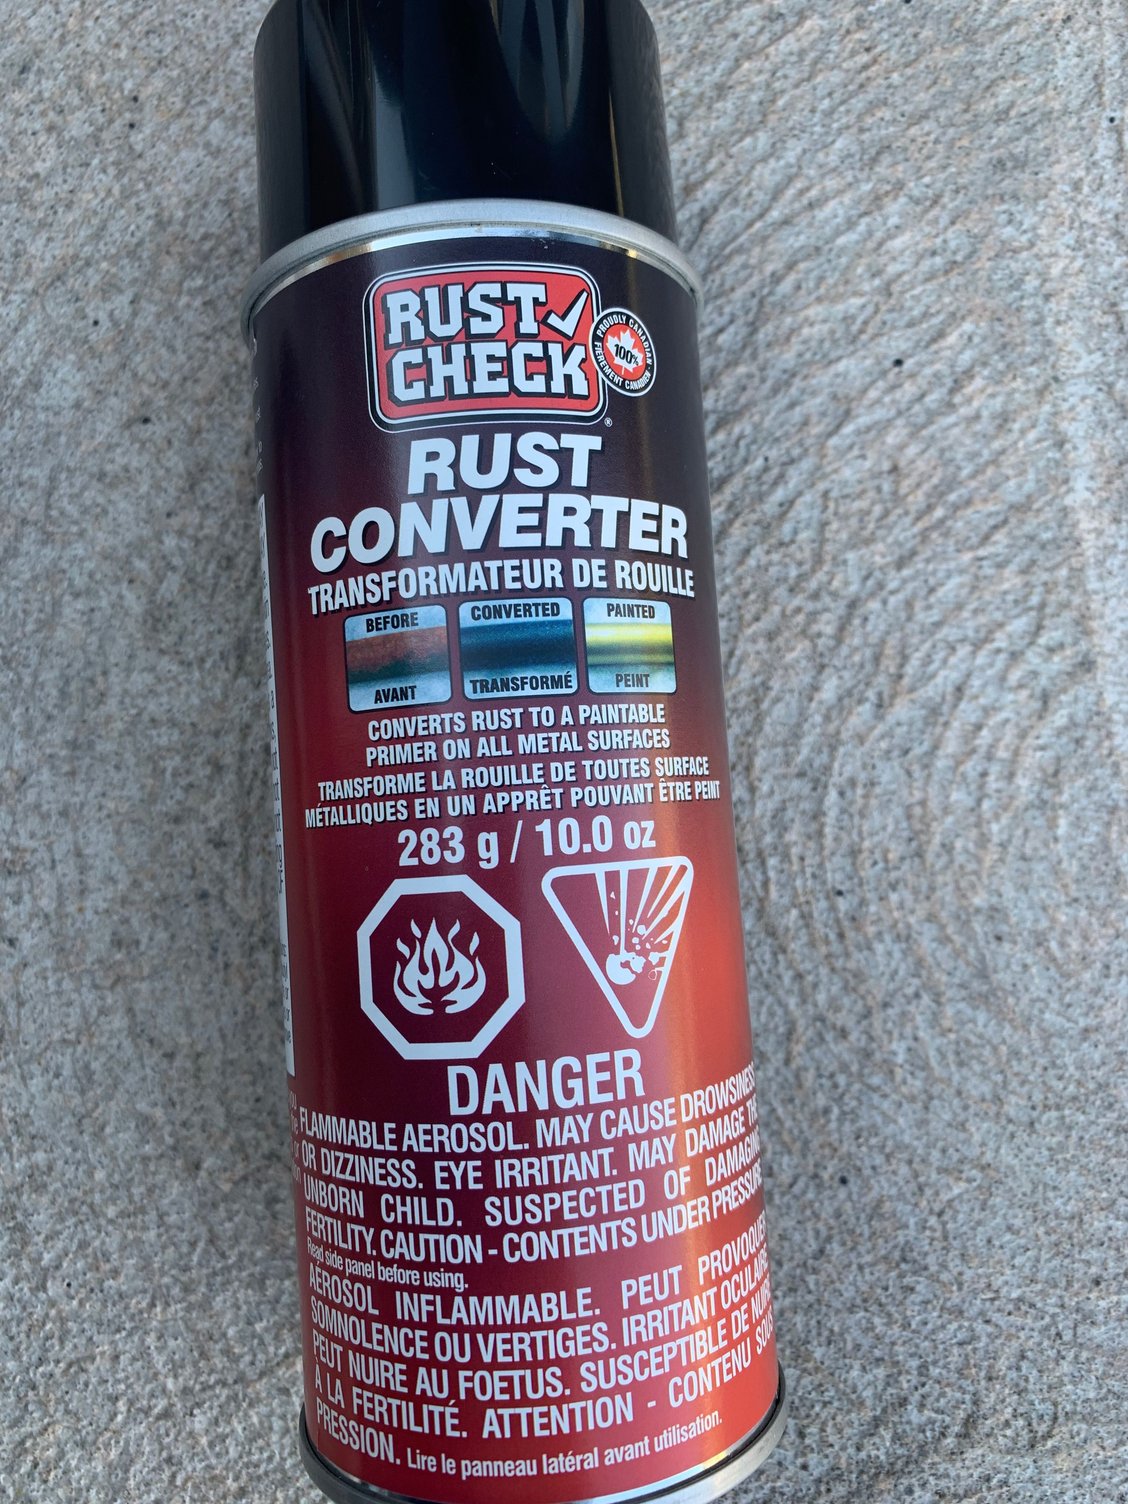 RUST
CHECK
PROUDLY CANADIAN
100%
FIÈREMENT CANADIEN
®
RUST
CONVERTER
TRANSFORMATEUR DE ROUILLE
BEFORE
AVANT
CONVERTED
TRANSFORMÉ
PAINTED
PEINT
CONVERTS RUST TO A PAINTABLE
PRIMER ON ALL METAL SURFACES
TRANSFORME LA ROUILLE DE TOUTES SURFACE
MÉTALLIQUES EN UN APPRÊT POUVANT ÊTRE PEINT
283 g / 10.0 oz
DANGER
FLAMMABLE AEROSOL. MAY CAUSE DROWSINESS
OR DIZZINESS. EYE IRRITANT. MAY DAMAGE THE
UNBORN CHILD. SUSPECTED OF DAMAGING
FERTILITY. CAUTION - CONTENTS UNDER PRESSURE
Read side panel before using.
AÉROSOL INFLAMMABLE. PEUT PROVOQUER
SOMNOLENCE OU VERTIGES. IRRITANT OCULAIRE
PEUT NUIRE AU FOETUS. SUSCEPTIBLE DE NUIRE
À LA FERTILITÉ. ATTENTION - CONTENU SOUS
PRESSION. Lire le panneau latéral avant utilisation.